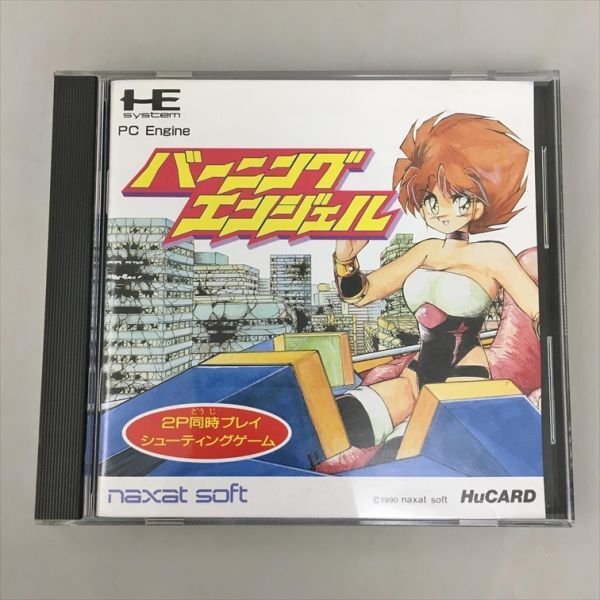 HE
system
PC Engine
バーニング
エンジェル
どうじ
2P同時プレイ
シューティングゲーム
naxat soft
©1990 naxat soft
HuCARD